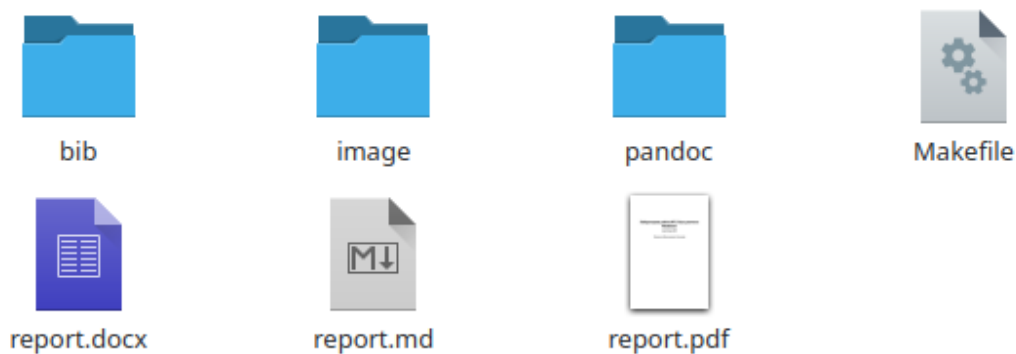 bib
image
pandoc
Makefile
M↓
report.docx
report.md
report.pdf